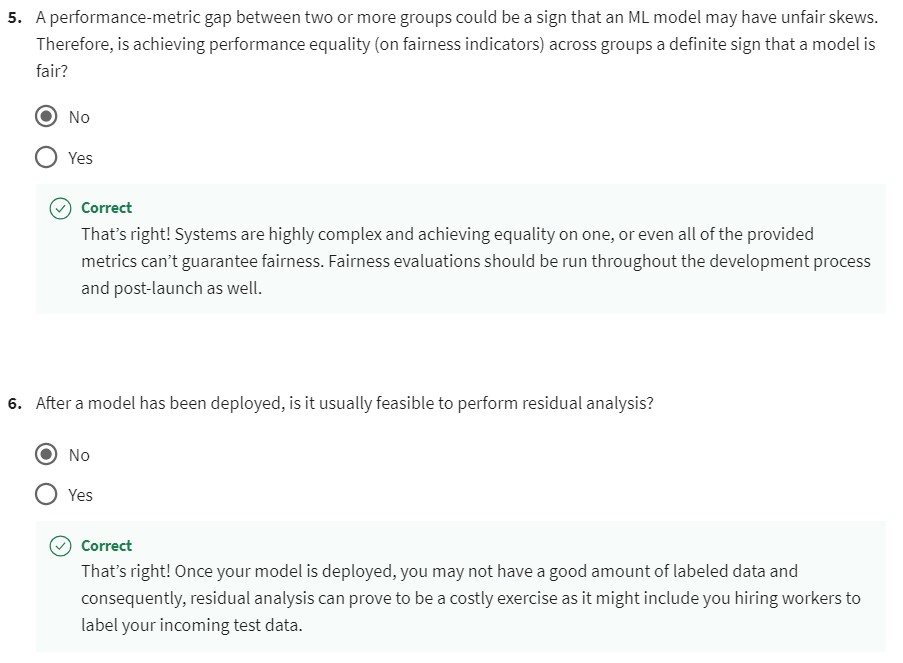 5. A performance-metric gap between two or more groups could be a sign that an ML model may have unfair skews.
Therefore, is achieving performance equality (on fairness indicators) across groups a definite sign that a model is
fair?
No
Yes
Correct
That's right! Systems are highly complex and achieving equality on one, or even all of the provided
metrics can't guarantee fairness. Fairness evaluations should be run throughout the development process
and post-launch as well.
6. After a model has been deployed, is it usually feasible to perform residual analysis?
No
Yes
Correct
That's right! Once your model is deployed, you may not have a good amount of labeled data and
consequently, residual analysis can prove to be a costly exercise as it might include you hiring workers to
label your incoming test data.